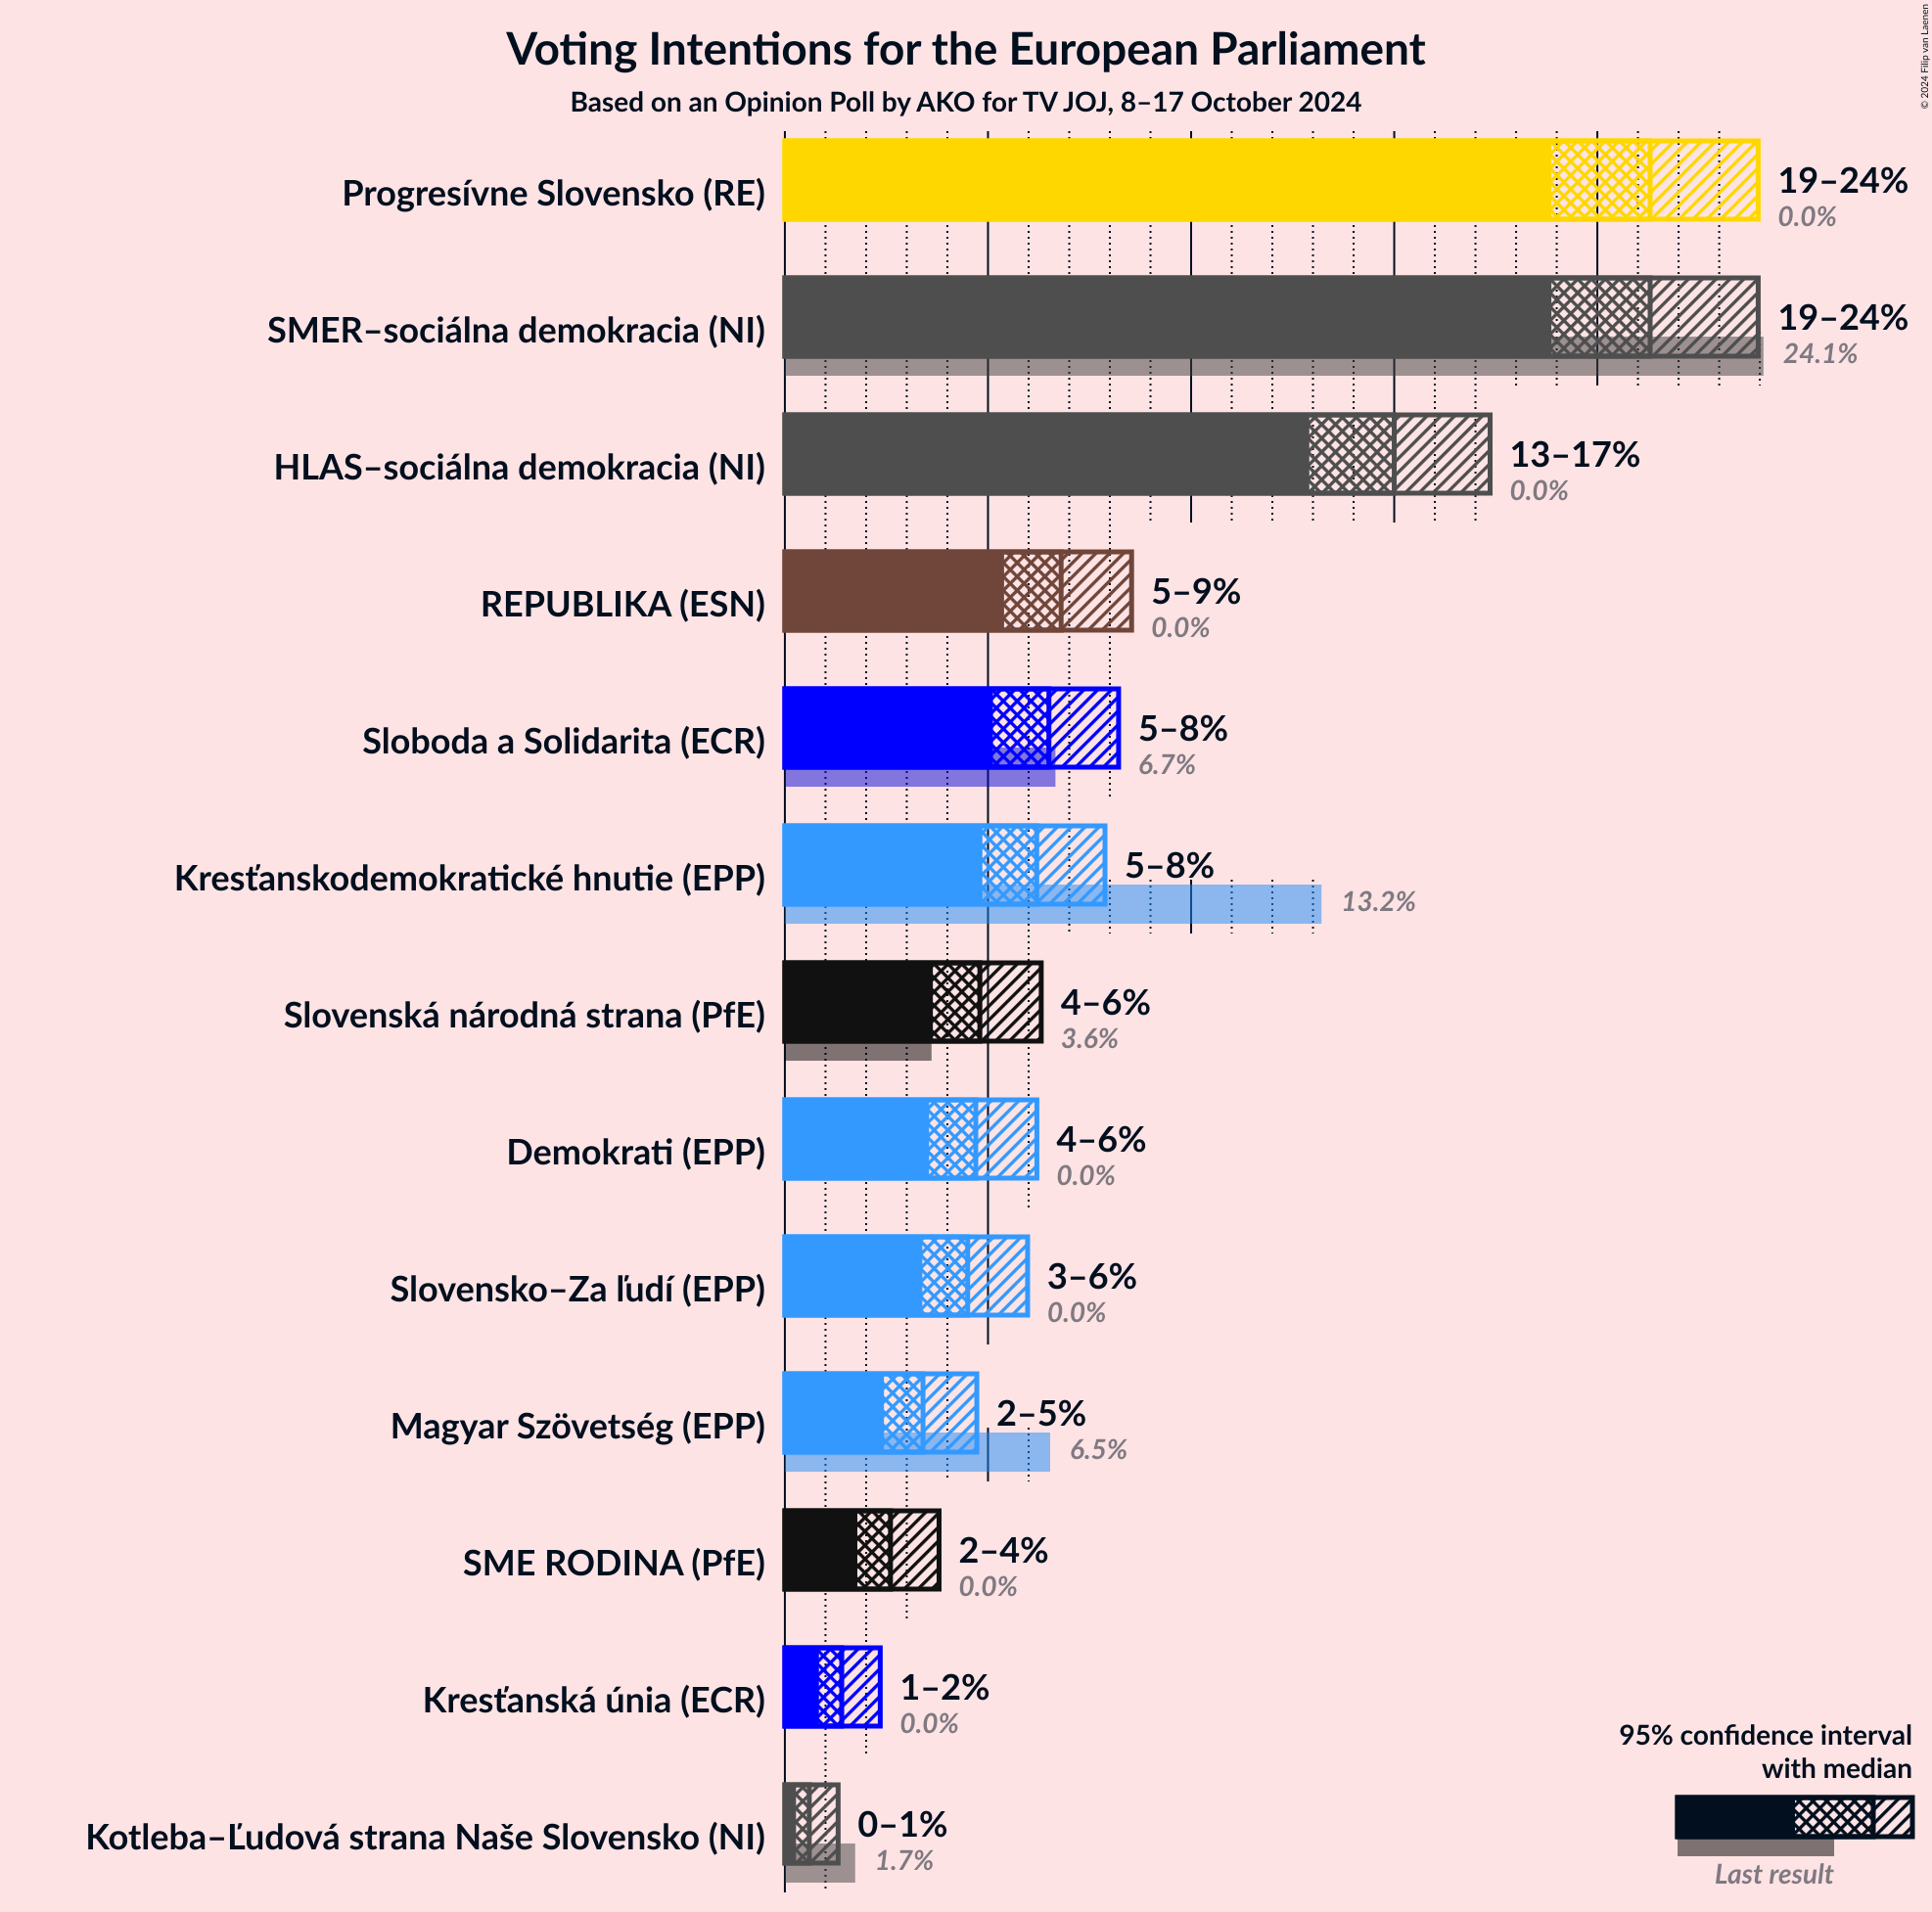 Voting Intentions for the European Parliament
Based on an Opinion Poll by AKO for TV JOJ, 8–17 October 2024
© 2024 Filip van Laenen
Progresívne Slovensko (RE)
19–24%
0.0%
SMER–sociálna demokracia (NI)
19–24%
24.1%
HLAS–sociálna demokracia (NI)
13–17%
0.0%
REPUBLIKA (ESN)
5–9%
0.0%
Sloboda a Solidarita (ECR)
5–8%
6.7%
Kresťanskodemokratické hnutie (EPP)
5–8%
13.2%
Slovenská národná strana (PfE)
4–6%
3.6%
Demokrati (EPP)
4–6%
0.0%
Slovensko–Za ľudí (EPP)
3–6%
0.0%
Magyar Szövetség (EPP)
2–5%
6.5%
SME RODINA (PfE)
2–4%
0.0%
Kresťanská únia (ECR)
1–2%
0.0%
Kotleba–Ľudová strana Naše Slovensko (NI)
0–1%
1.7%
95% confidence interval
with median
Last result